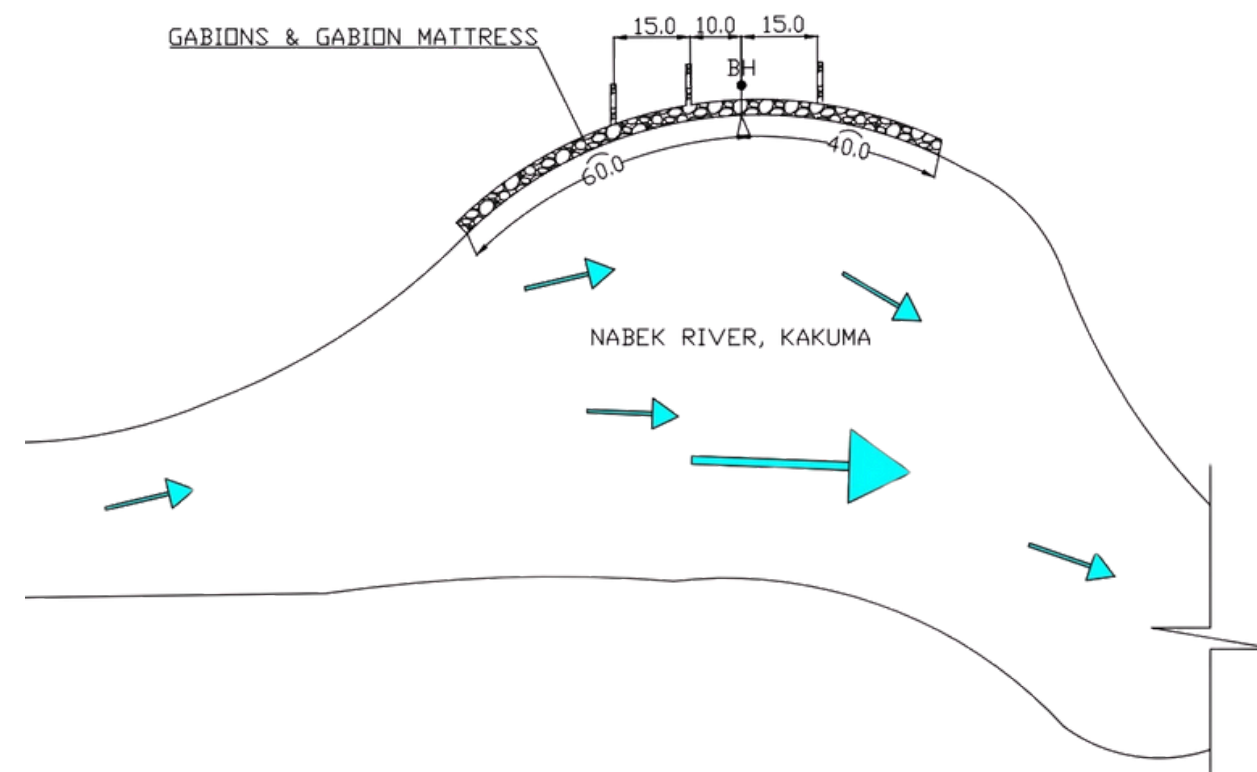 15.0 10.0 15.0
GABIONS & GABION MATTRESS
BH
60.0
40.0
NABEK RIVER, KAKUMA